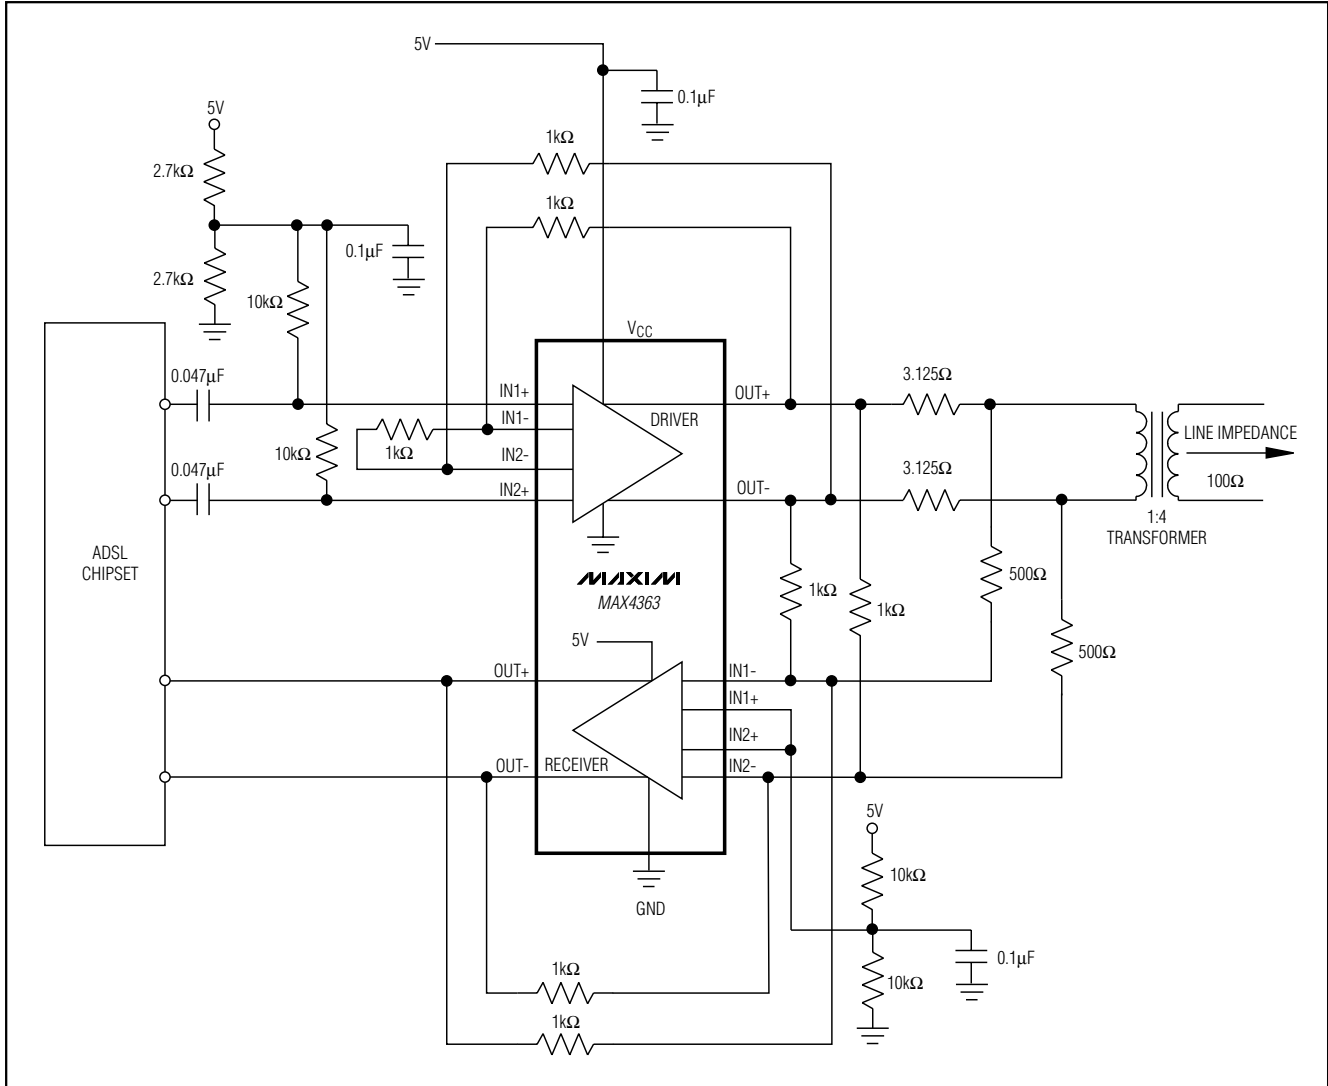 5V
0.1µF
5V
1kΩ
2.7kΩ
1kΩ
0.1µF
2.7kΩ
10kΩ
VCC
0.047µF
3.125Ω
IN1+
OUT+
IN1-
DRIVER
1kΩ
10kΩ
IN2-
LINE IMPEDANCE
0.047µF
3.125Ω
IN2+
OUT-
100Ω
1:4
TRANSFORMER
ADSL
CHIPSET
MAXIM
MAX4363
500Ω
1kΩ
1kΩ
5V
500Ω
OUT+
IN1-
IN1+
IN2+
OUT-
RECEIVER
IN2-
5V
10kΩ
GND
0.1µF
1kΩ
10kΩ
1kΩ